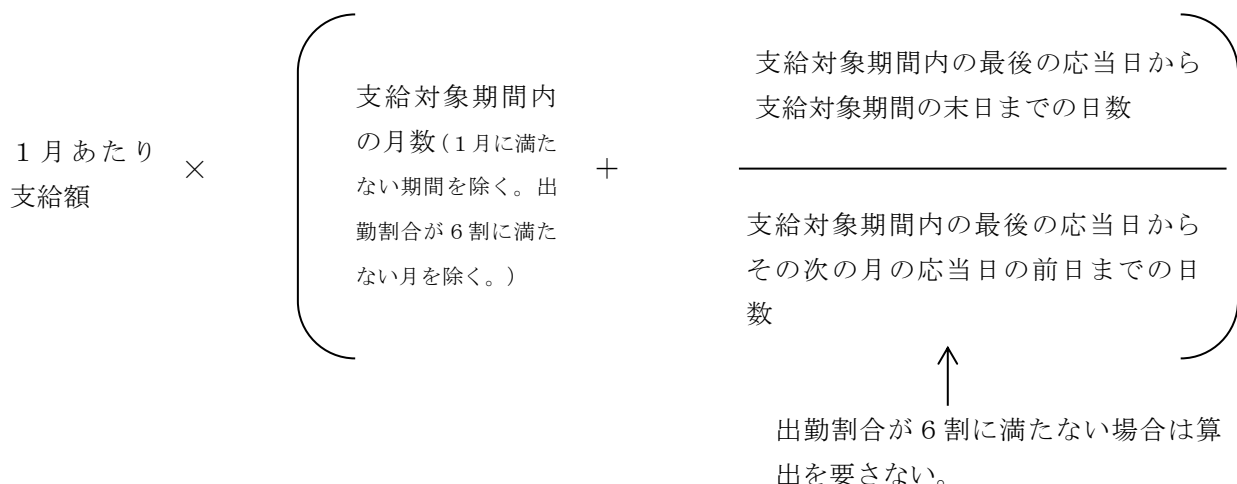 １月あたり
支給額
×
支給対象期間内
の月数（１月に満た
ない期間を除く。出
勤割合が６割に満た
ない月を除く。）
＋
支給対象期間内の最後の応当日から
支給対象期間の末日までの日数
支給対象期間内の最後の応当日から
その次の月の応当日の前日までの日
数
出勤割合が６割に満たない場合は算
出を要さない。